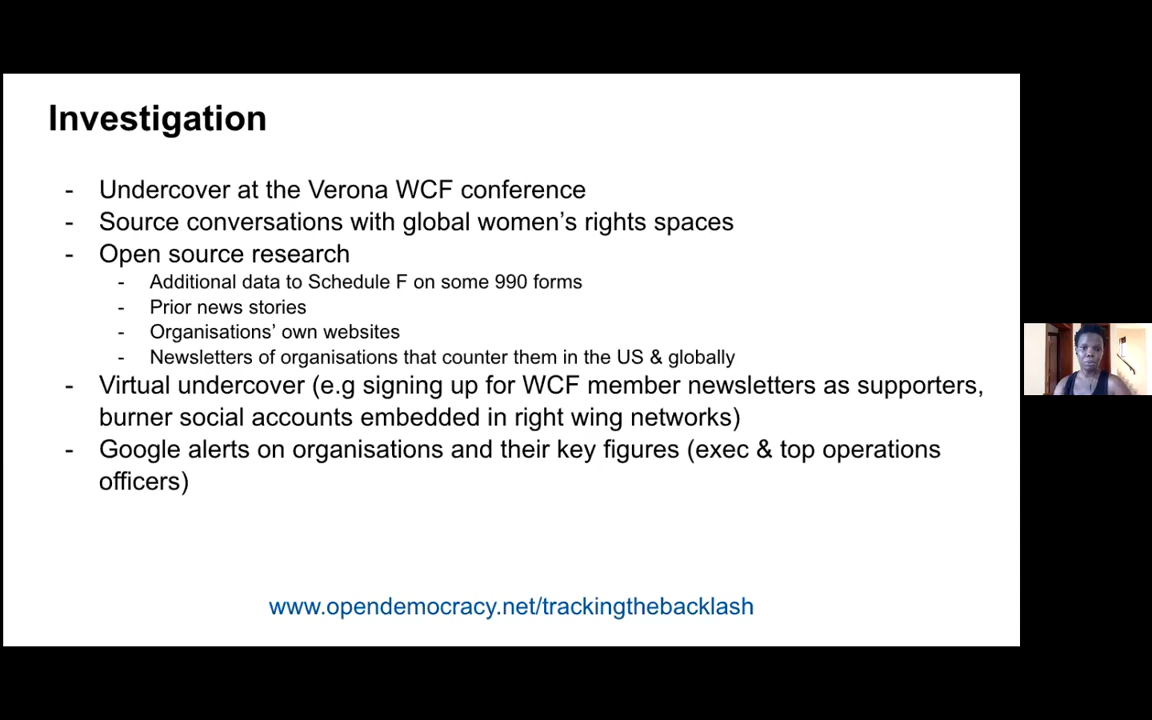 Investigation
- Undercover at the Verona WCF conference
- Source conversations with global women’s rights spaces
- Open source research
- Additional data to Schedule F on some 990 forms
- Prior news stories
- Organisations’ own websites
- Newsletters of organisations that counter them in the US & globally
- Virtual undercover (e.g signing up for WCF member newsletters as supporters,
burner social accounts embedded in right wing networks)
- Google alerts on organisations and their key figures (exec & top operations
officers)
www.opendemocracy.net/trackingthebacklash